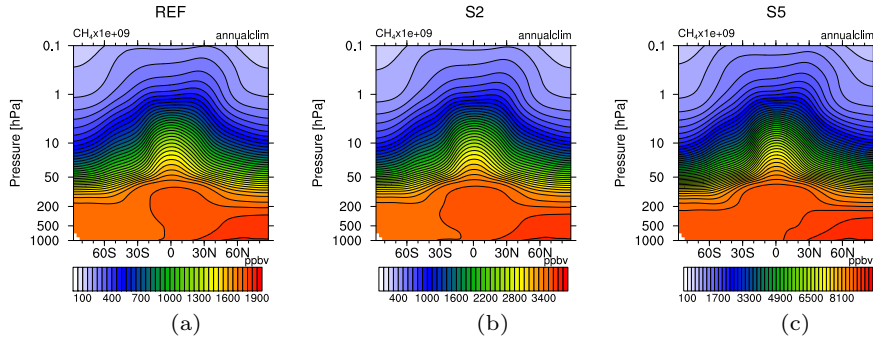 REF
CH₄x1e+09 annualclim
0.1
1
10
50
200
500
1000
Pressure [hPa]
60S 30S 0 30N 60N
ppbv
100 400 700 1000 1300 1600 1900
(a)
S2
CH₄x1e+09 annualclim
0.1
1
10
50
200
500
1000
Pressure [hPa]
60S 30S 0 30N 60N
ppbv
400 1000 1600 2200 2800 3400
(b)
S5
CH₄x1e+09 annualclim
0.1
1
10
50
200
500
1000
Pressure [hPa]
60S 30S 0 30N 60N
ppbv
100 1700 3300 4900 6500 8100
(c)